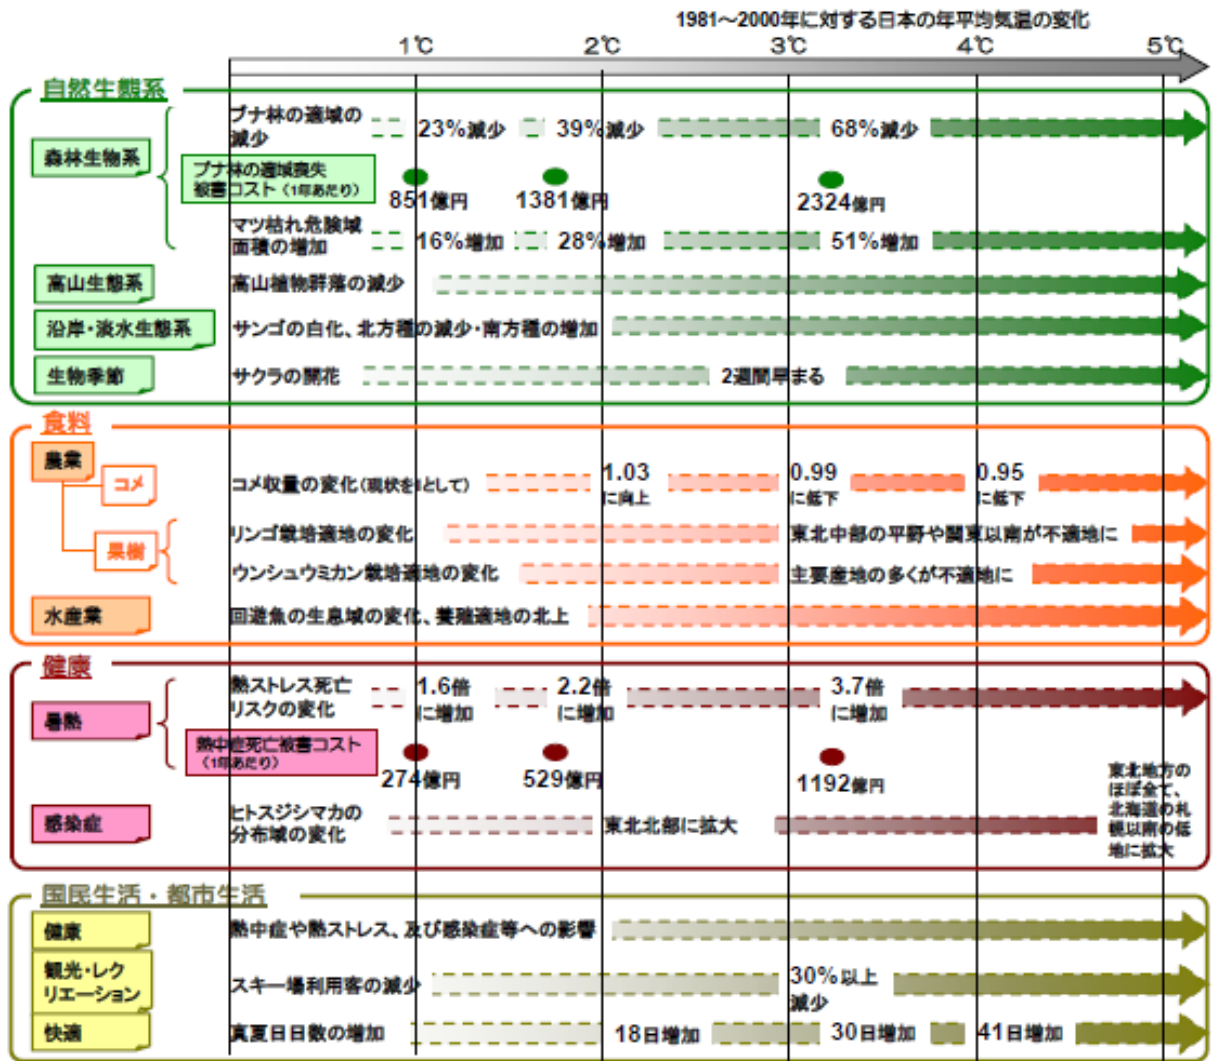 1981～2000年に対する日本の年平均気温の変化
1℃ 2℃ 3℃ 4℃ 5℃
自然生態系
森林生物系
ブナ林の適域の
減少
23%減少 39%減少 68%減少
ブナ林の適域喪失
被害コスト（1年あたり）
851億円 1381億円 2324億円
マツ枯れ危険域
面積の増加
16%増加 28%増加 51%増加
高山生態系
高山植物群落の減少
沿岸・淡水生態系
サンゴの白化、北方種の減少・南方種の増加
生物季節
サクラの開花
2週間早まる
食料
農業
コメ
コメ収量の変化（現状を1として）
1.03
に向上
0.99
に低下
0.95
に低下
果樹
リンゴ栽培適地の変化
東北中部の平野や関東以南が不適地に
ウンシュウミカン栽培適地の変化
主要産地の多くが不適地に
水産業
回遊魚の生息域の変化、養殖適地の北上
健康
暑熱
熱ストレス死亡
リスクの変化
1.6倍
に増加
2.2倍
に増加
3.7倍
に増加
熱中症死亡被害コスト
（1年あたり）
274億円 529億円 1192億円
感染症
ヒトスジシマカの
分布域の変化
東北北部に拡大
東北地方の
ほぼ全て、
北海道の札
幌以南の低
地に拡大
国民生活・都市生活
健康
熱中症や熱ストレス、及び感染症等への影響
観光・レク
リエーション
スキー場利用客の減少
30%以上
減少
快適
真夏日日数の増加
18日増加 30日増加 41日増加